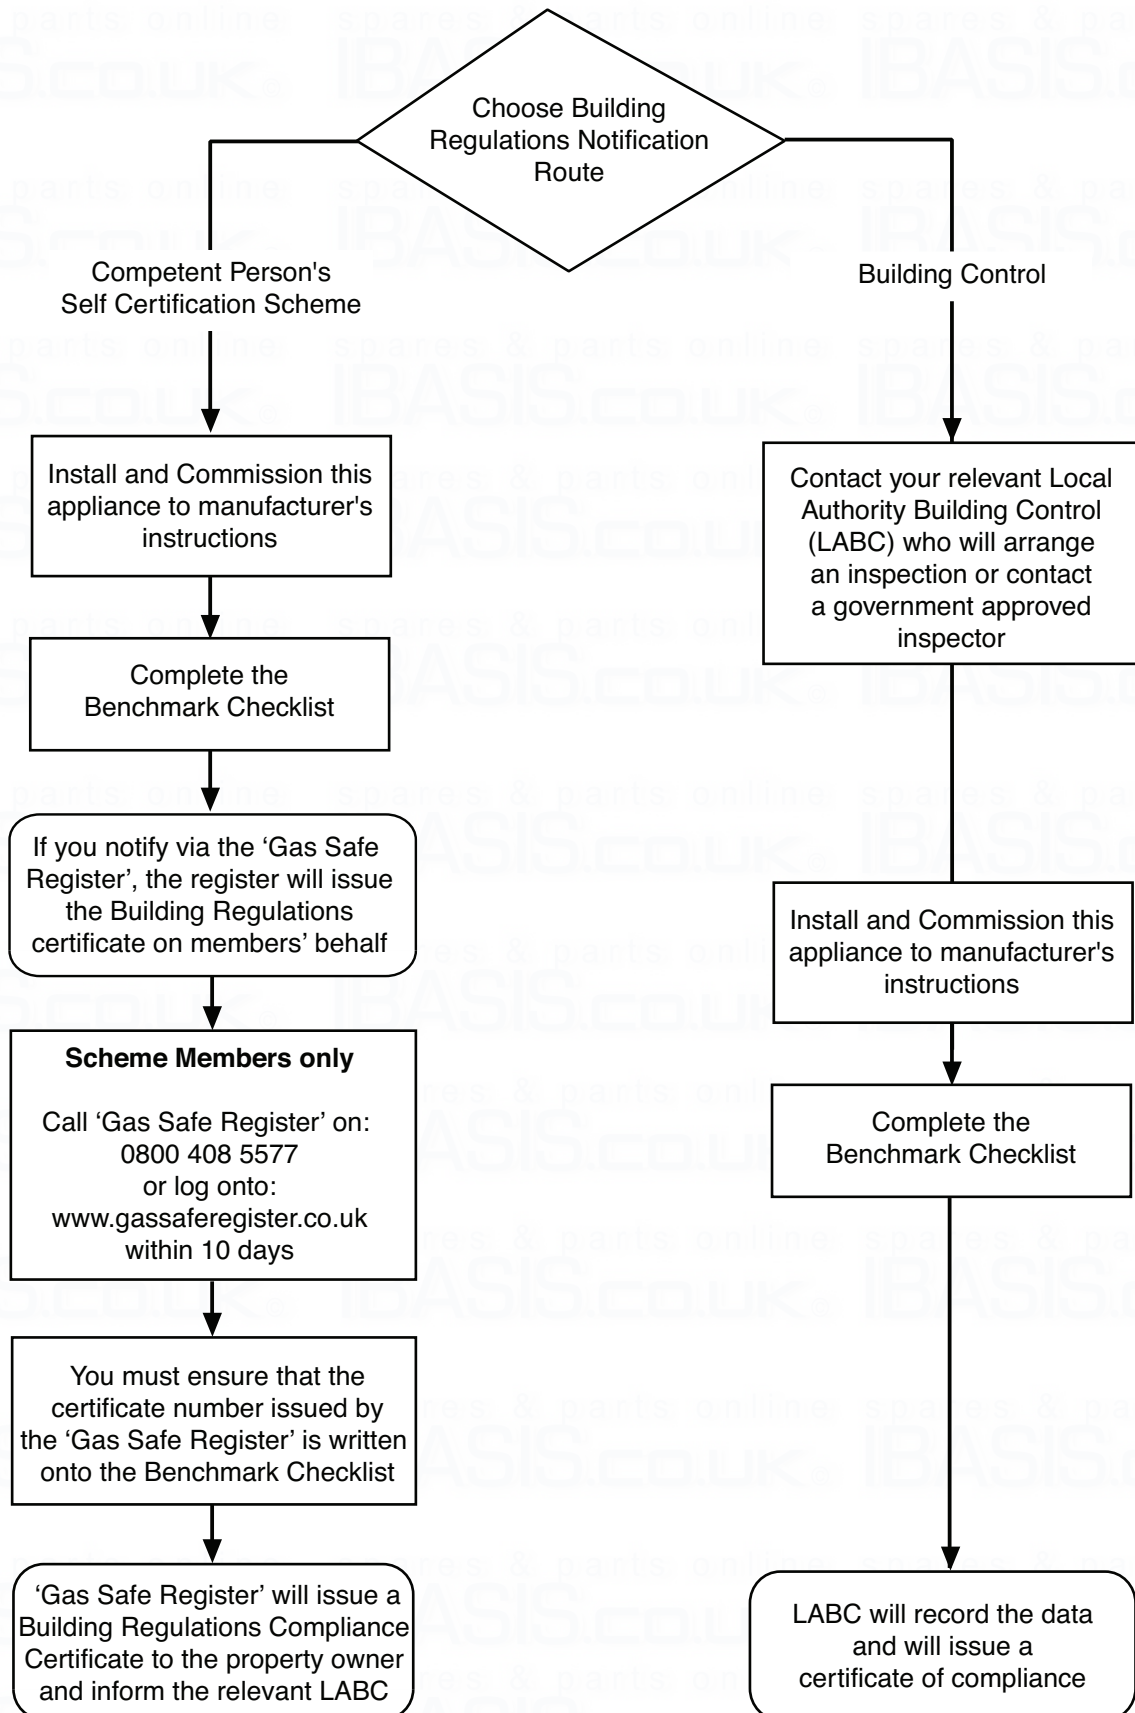 Choose Building
Regulations Notification
Route
Competent Person's
Self Certification Scheme
Building Control
Install and Commission this
appliance to manufacturer's
instructions
Complete the
Benchmark Checklist
If you notify via the ‘Gas Safe
Register’, the register will issue
the Building Regulations
certificate on members’ behalf
Scheme Members only
Call ‘Gas Safe Register’ on:
0800 408 5577
or log onto:
www.gassaferegister.co.uk
within 10 days
You must ensure that the
certificate number issued by
the ‘Gas Safe Register’ is written
onto the Benchmark Checklist
‘Gas Safe Register’ will issue a
Building Regulations Compliance
Certificate to the property owner
and inform the relevant LABC
Contact your relevant Local
Authority Building Control
(LABC) who will arrange
an inspection or contact
a government approved
inspector
Install and Commission this
appliance to manufacturer's
instructions
Complete the
Benchmark Checklist
LABC will record the data
and will issue a
certificate of compliance